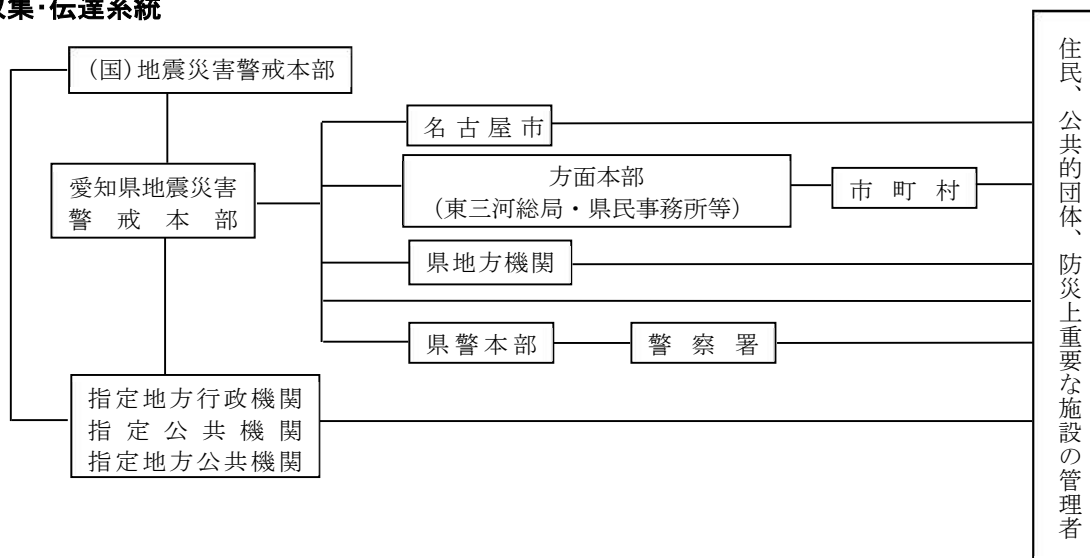 収集・伝達系統
(国)地震災害警戒本部
愛知県地震災害
警戒本部
名古屋市
方面本部
(東三河総局・県民事務所等)
市町村
県地方機関
県警本部
警察署
指定地方行政機関
指定公共機関
指定地方公共機関
住民、公共的団体、防災上重要な施設の管理者